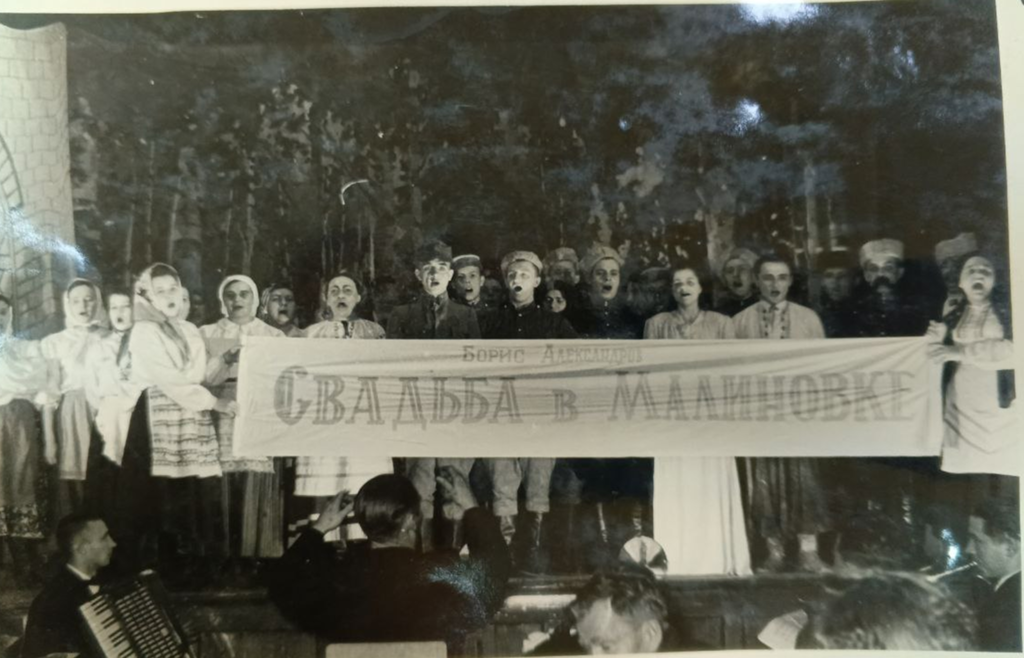 Борис Александров
Свадьба в Малиновке